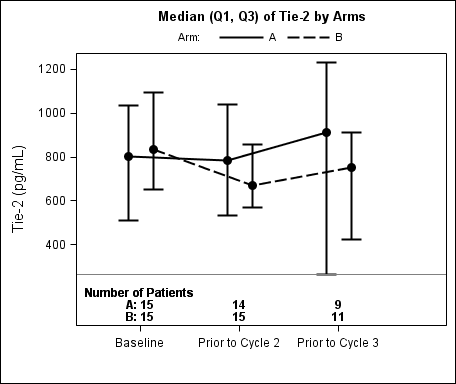 Median (Q1, Q3) of Tie-2 by Arms
Arm: A B
Tie-2 (pg/mL)
1200
1000
800
600
400
Number of Patients
A: 15 14 9
B: 15 15 11
Baseline Prior to Cycle 2 Prior to Cycle 3